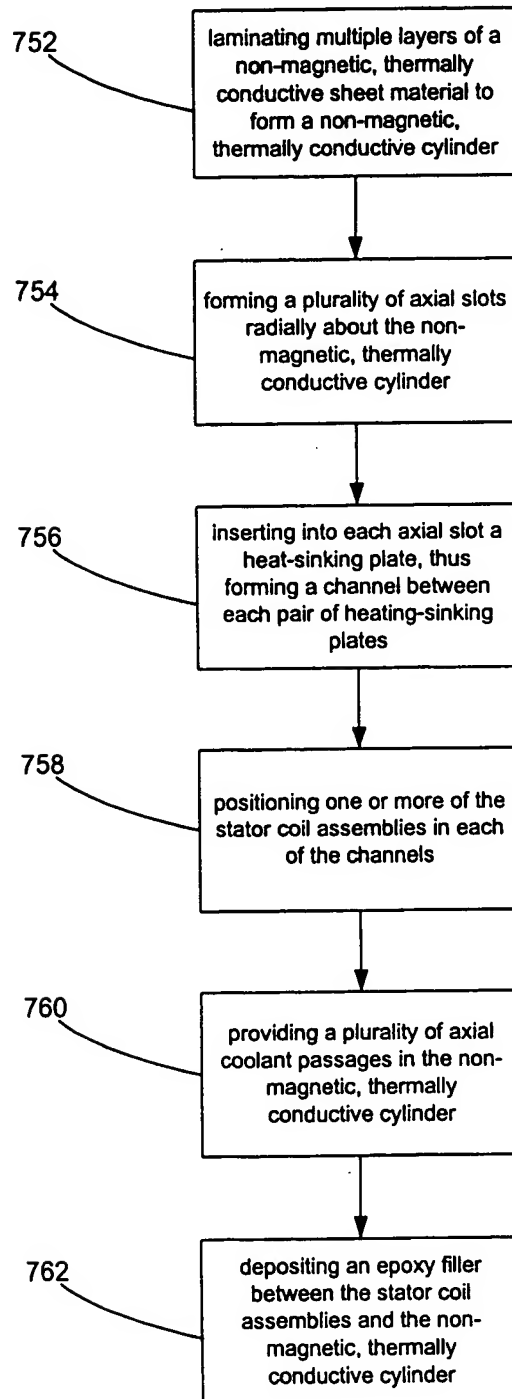 752
laminating multiple layers of a
non-magnetic, thermally
conductive sheet material to
form a non-magnetic,
thermally conductive cylinder
754
forming a plurality of axial slots
radially about the non-
magnetic, thermally
conductive cylinder
756
inserting into each axial slot a
heat-sinking plate, thus
forming a channel between
each pair of heating-sinking
plates
758
positioning one or more of the
stator coil assemblies in each
of the channels
760
providing a plurality of axial
coolant passages in the non-
magnetic, thermally
conductive cylinder
762
depositing an epoxy filler
between the stator coil
assemblies and the non-
magnetic, thermally
conductive cylinder